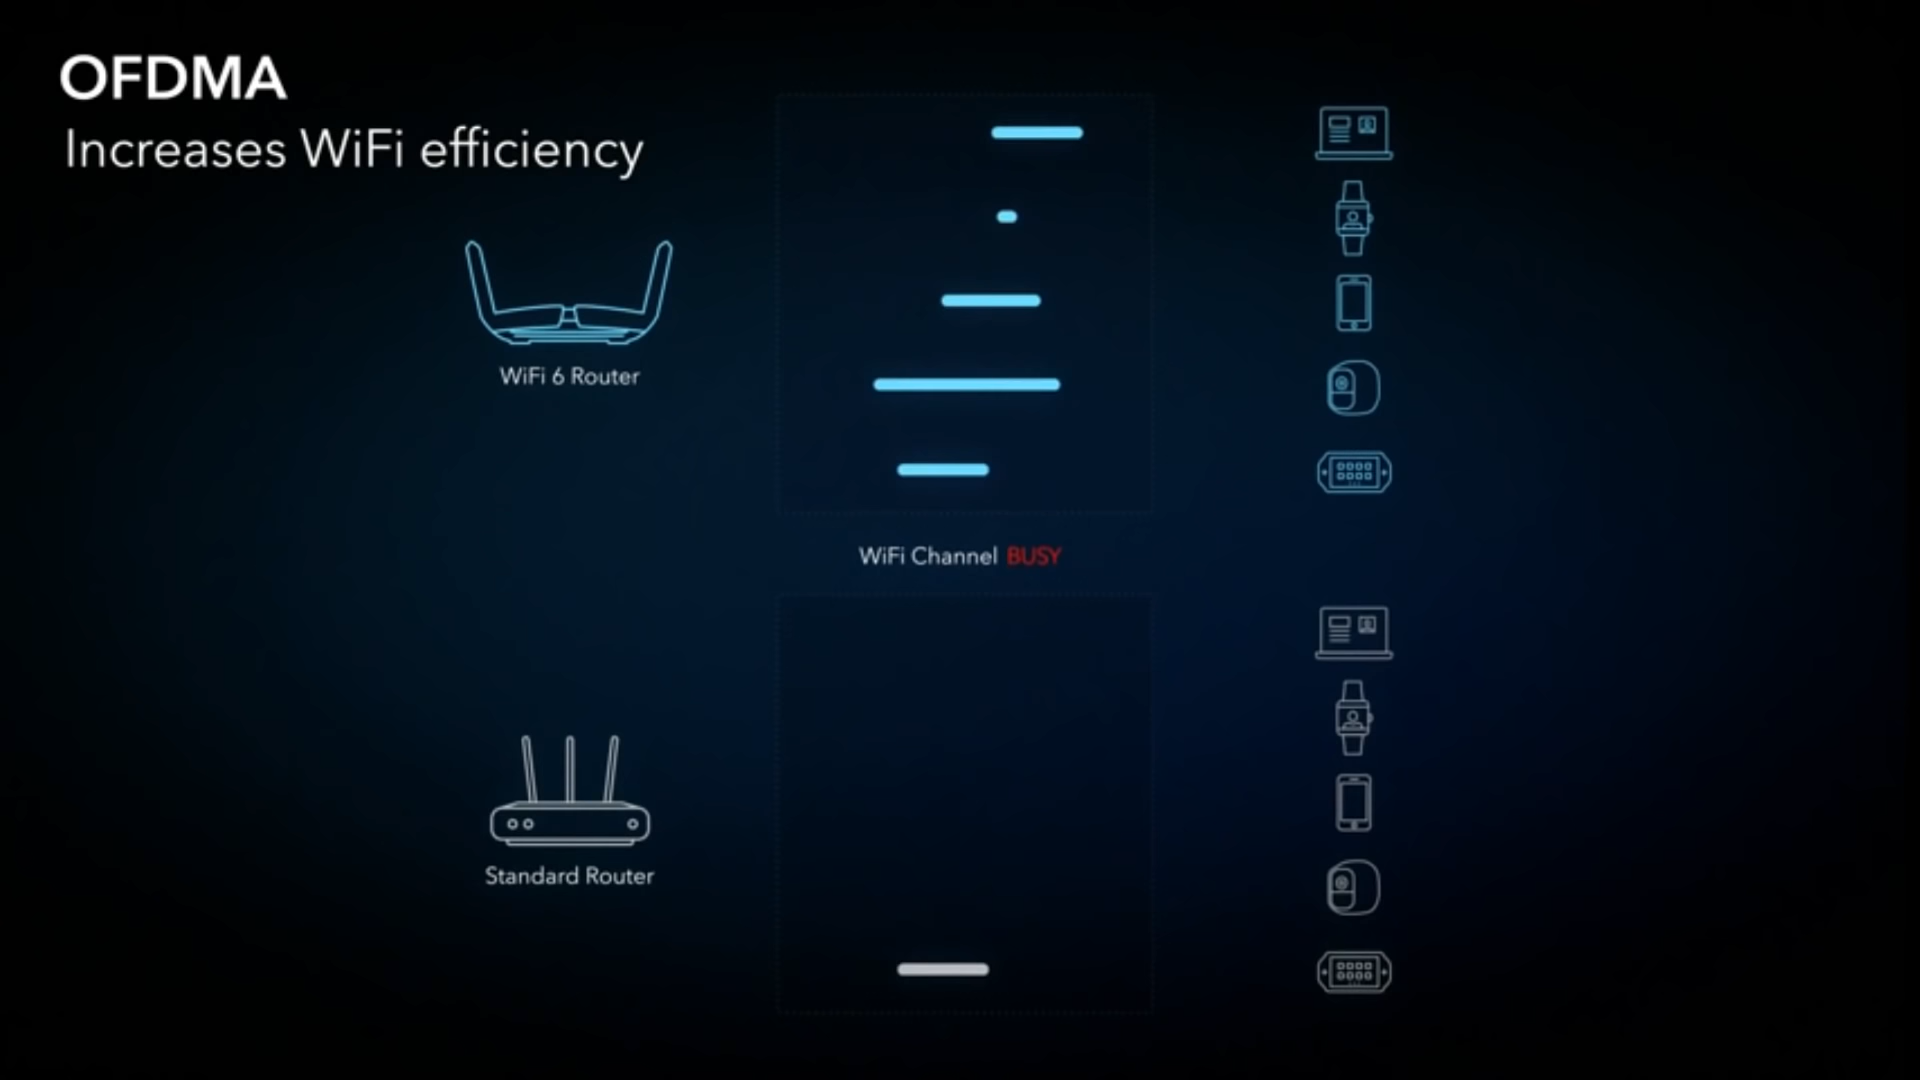 OFDMA
Increases WiFi efficiency
WiFi 6 Router
WiFi Channel BUSY
Standard Router